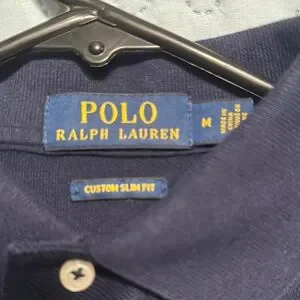 POLO
RALPH LAUREN
M
CUSTOM SLIM FIT